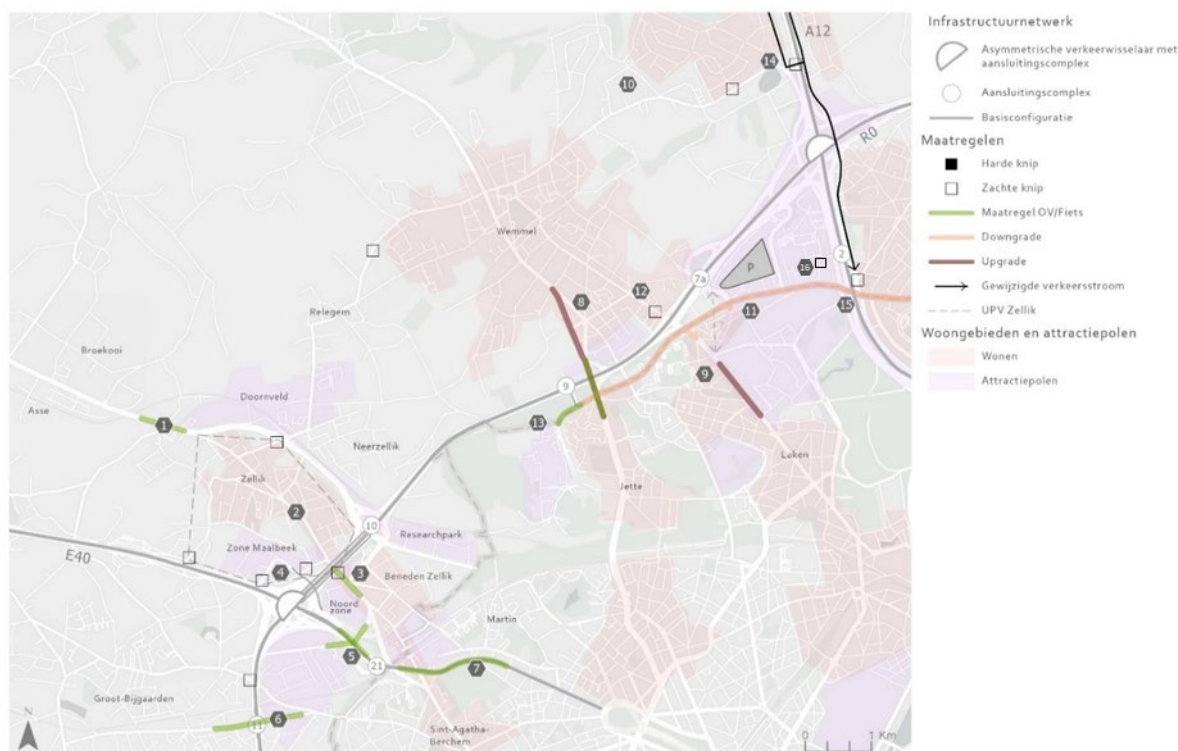 A12
14
10
R0
Wemmel
2
16
P
7a
12
8
15
11
Relegem
Broekooi
9
9
Doornveld
Asse
1
13
Neerzellik
Laken
Zellik
Jette
2
10
Researchpark
Zone Maalbeek
E40
4
3
Beneden Zellik
Noord
zone
Martin
5
21
7
Groot-Bijgaarden
N
6
11
Sint-Agatha-
Berchem
0
1 Km
Infrastructuurnetwerk
Asymmetrische verkeerwisselaar met
aansluitingscomplex
Aansluitingscomplex
Basisconfiguratie
Maatregelen
Harde knip
Zachte knip
Maatregel OV/Fiets
Downgrade
Upgrade
Gewijzigde verkeersstroom
UPV Zellik
Woongebieden en attractiepolen
Wonen
Attractiepolen